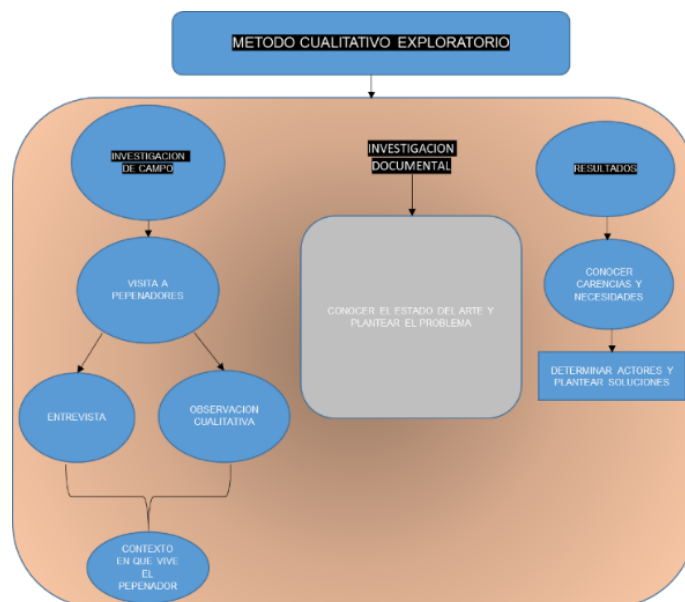 METODO CUALITATIVO EXPLORATORIO
INVESTIGACION
DE CAMPO
VISITA A
PEPENADORES
ENTREVISTA
OBSERVACION
CUALITATIVA
CONTEXTO
EN QUE VIVE
EL
PEPENADOR
INVESTIGACION
DOCUMENTAL
CONOCER EL ESTADO DEL ARTE Y
PLANTEAR EL PROBLEMA
RESULTADOS
CONOCER
CARENCIAS Y
NECESIDADES
DETERMINAR ACTORES Y
PLANTEAR SOLUCIONES